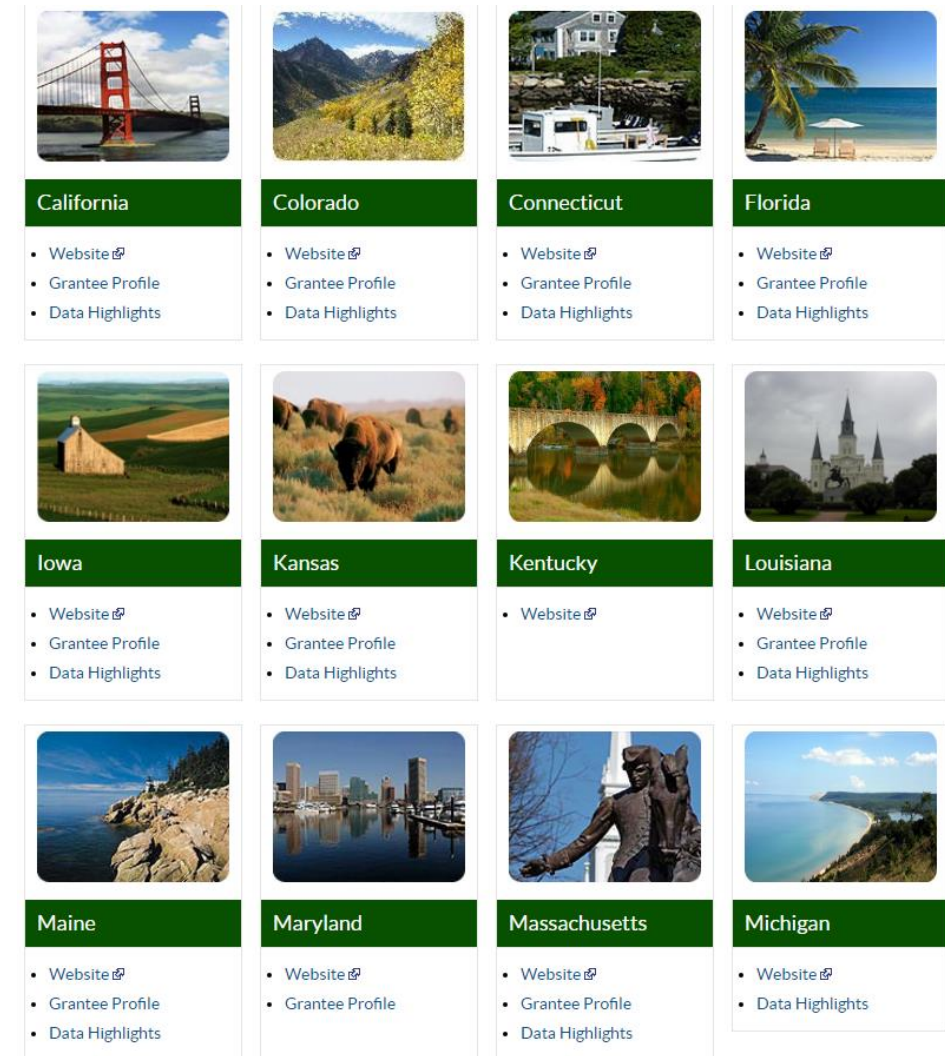 California
Website
Grantee Profile
Data Highlights
Colorado
Website
Grantee Profile
Data Highlights
Connecticut
Website
Grantee Profile
Data Highlights
Florida
Website
Grantee Profile
Data Highlights
Iowa
Website
Grantee Profile
Data Highlights
Kansas
Website
Grantee Profile
Data Highlights
Kentucky
Website
Louisiana
Website
Grantee Profile
Data Highlights
Maine
Website
Grantee Profile
Data Highlights
Maryland
Website
Grantee Profile
Massachusetts
Website
Grantee Profile
Data Highlights
Michigan
Website
Data Highlights